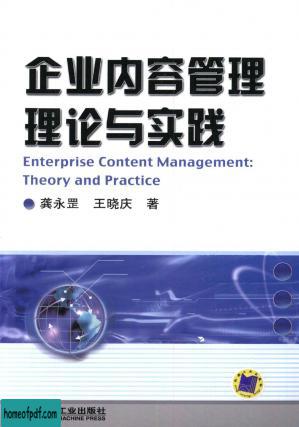 企业内容管理
理论与实践
Enterprise Content Management:
Theory and Practice
龚永罡 王晓庆 著
工业出版社
MACHINE PRESS
homeofpdf.com